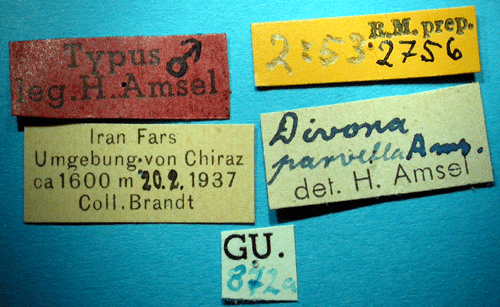 Typus ♂
leg. H. Amsel
R.M. prep.
2:53 2756
Iran Fars
Umgebung von Chiraz
ca 1600 m 20.2.1937
Coll. Brandt
Divona
parvella Ams.
det. H. Amsel
GU.
872a